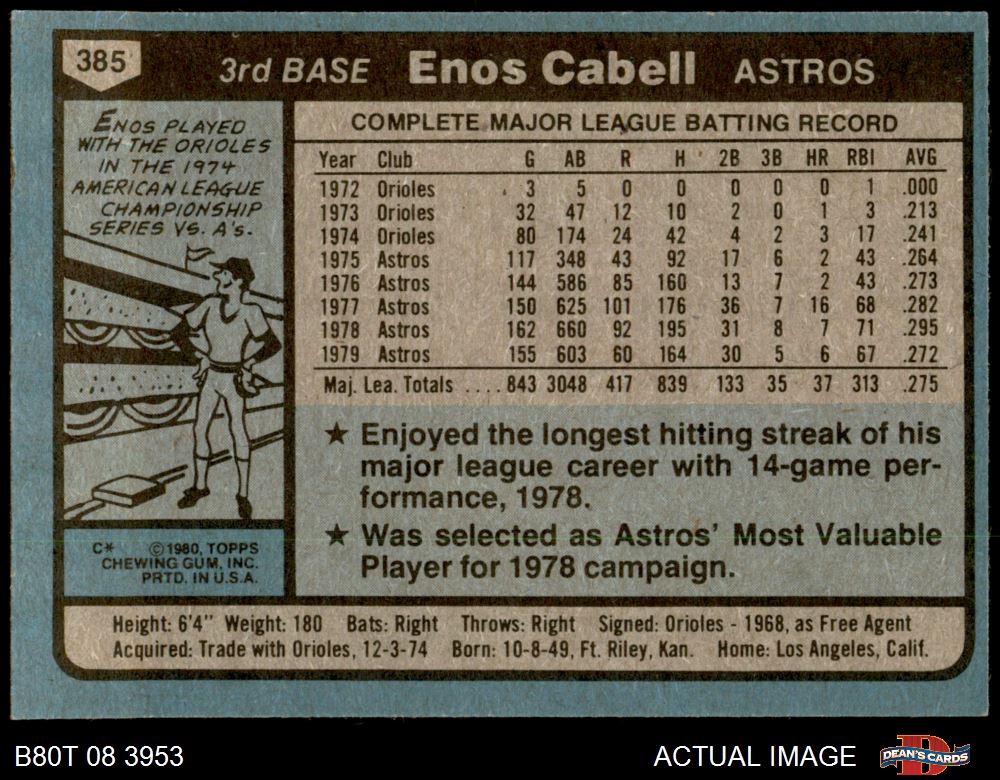 385
3rd BASE Enos Cabell ASTROS
ENOS PLAYED
WITH THE ORIOLES
IN THE 1974
AMERICAN LEAGUE
CHAMPIONSHIP
SERIES VS. A's.
COMPLETE MAJOR LEAGUE BATTING RECORD
Year Club G AB R H 2B 3B HR RBI AVG
1972 Orioles 3 5 0 0 0 0 0 1 .000
1973 Orioles 32 47 12 10 2 0 1 3 .213
1974 Orioles 80 174 24 42 4 2 3 17 .241
1975 Astros 117 348 43 92 17 6 2 43 .264
1976 Astros 144 586 85 160 13 7 2 43 .273
1977 Astros 150 625 101 176 36 7 16 68 .282
1978 Astros 162 660 92 195 31 8 7 71 .295
1979 Astros 155 603 60 164 30 5 6 67 .272
Maj. Lea. Totals .... 843 3048 417 839 133 35 37 313 .275
★ Enjoyed the longest hitting streak of his
major league career with 14-game per-
formance, 1978.
★ Was selected as Astros' Most Valuable
Player for 1978 campaign.
C* ©1980, TOPPS
CHEWING GUM, INC.
PRTD. IN U.S.A.
Height: 6'4" Weight: 180 Bats: Right Throws: Right Signed: Orioles - 1968, as Free Agent
Acquired: Trade with Orioles, 12-3-74 Born: 10-8-49, Ft. Riley, Kan. Home: Los Angeles, Calif.
B80T 08 3953
ACTUAL IMAGE
D
DEAN'S CARDS